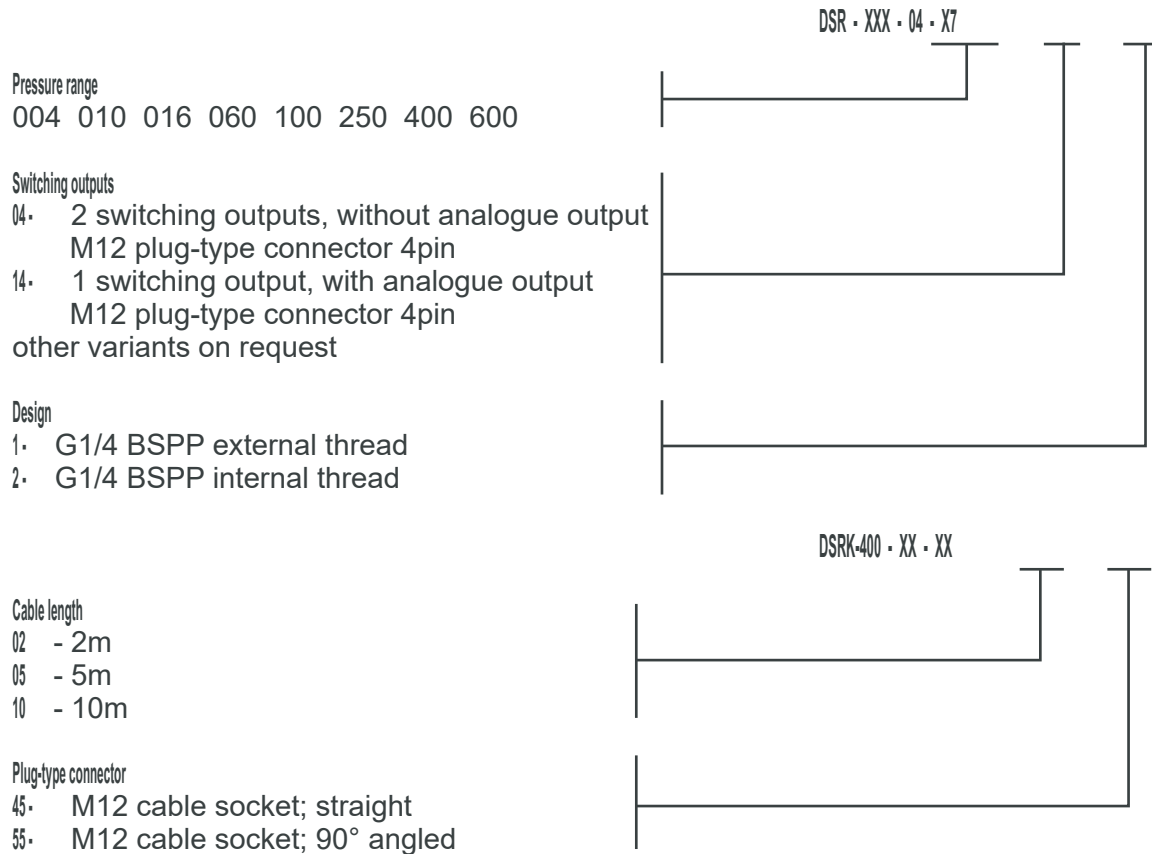 DSR - XXX - 04 - X7
Pressure range
004 010 016 060 100 250 400 600
Switching outputs
04 - 2 switching outputs, without analogue output
M12 plug-type connector 4pin
14 - 1 switching output, with analogue output
M12 plug-type connector 4pin
other variants on request
Design
1 - G1/4 BSPP external thread
2 - G1/4 BSPP internal thread
DSRK-400 - XX - XX
Cable length
02 - 2m
05 - 5m
10 - 10m
Plug-type connector
45 - M12 cable socket; straight
55 - M12 cable socket; 90° angled